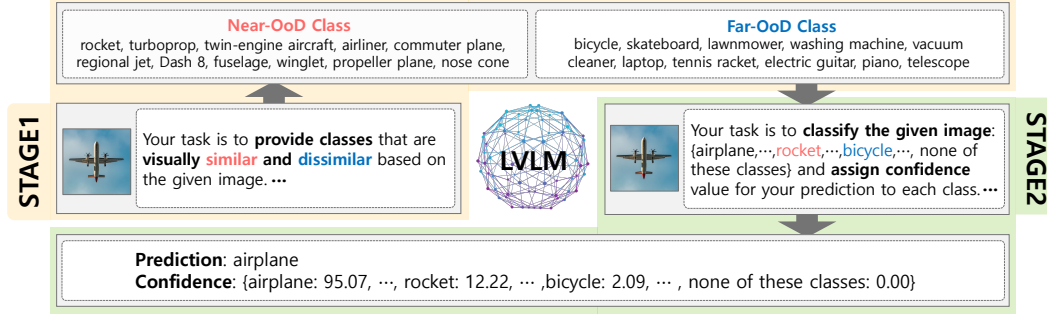 Near-OoD Class
rocket, turboprop, twin-engine aircraft, airliner, commuter plane,
regional jet, Dash 8, fuselage, winglet, propeller plane, nose cone
Far-OoD Class
bicycle, skateboard, lawnmower, washing machine, vacuum
cleaner, laptop, tennis racket, electric guitar, piano, telescope
STAGE1
Your task is to provide classes that are
visually similar and dissimilar based on
the given image. ···
LVLM
Your task is to classify the given image:
{airplane,···,rocket,···,bicycle,···, none of
these classes} and assign confidence
value for your prediction to each class.···
STAGE2
Prediction: airplane
Confidence: {airplane: 95.07, ···, rocket: 12.22, ··· ,bicycle: 2.09, ··· , none of these classes: 0.00}